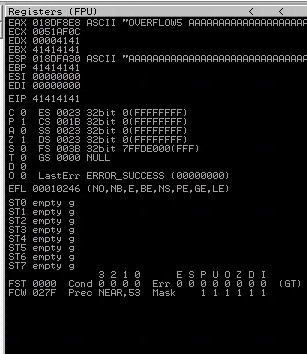 Registers (FPU) < <
EAX 018DF8E8 ASCII "OVERFLOW5 AAAAAAAAAAAAAAAAAAA
ECX 0051AF0C
EDX 00004141
EBX 41414141
ESP 018DFA30 ASCII "AAAAAAAAAAAAAAAAAAAAAAAAAAAAA
EBP 41414141
ESI 00000000
EDI 00000000
EIP 41414141
C 0 ES 0023 32bit 0(FFFFFFFF)
P 1 CS 001B 32bit 0(FFFFFFFF)
A 0 SS 0023 32bit 0(FFFFFFFF)
Z 1 DS 0023 32bit 0(FFFFFFFF)
S 0 FS 003B 32bit 7FFDE000(FFF)
T 0 GS 0000 NULL
D 0
O 0 LastErr ERROR_SUCCESS (00000000)
EFL 00010246 (NO,NB,E,BE,NS,PE,GE,LE)
ST0 empty g
ST1 empty g
ST2 empty g
ST3 empty g
ST4 empty g
ST5 empty g
ST6 empty g
ST7 empty g
3 2 1 0 E S P U O Z D I
FST 0000 Cond 0 0 0 0 Err 0 0 0 0 0 0 0 0 (GT)
FCW 027F Prec NEAR,53 Mask 1 1 1 1 1 1